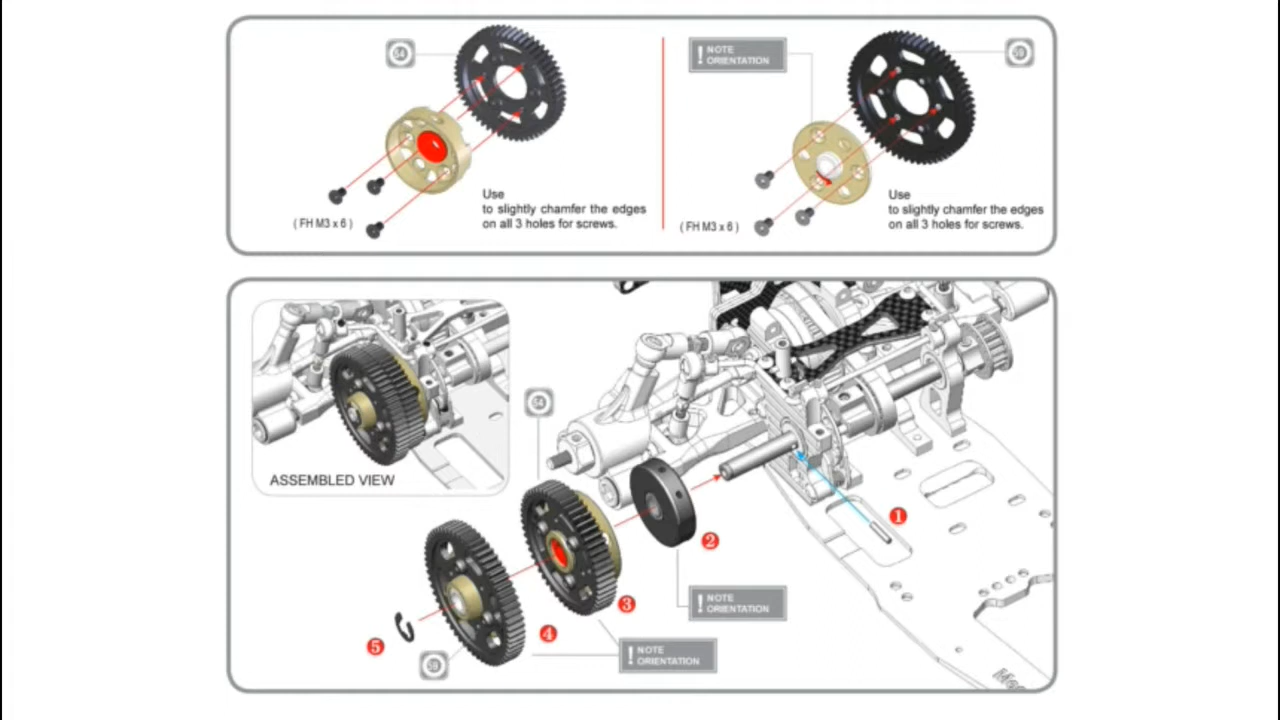 54
NOTE
ORIENTATION
59
Use
to slightly chamfer the edges
on all 3 holes for screws.
( FH M3 x 6 )
Use
to slightly chamfer the edges
on all 3 holes for screws.
( FH M3 x 6 )
ASSEMBLED VIEW
54
1
2
NOTE
ORIENTATION
3
4
5
NOTE
ORIENTATION
59